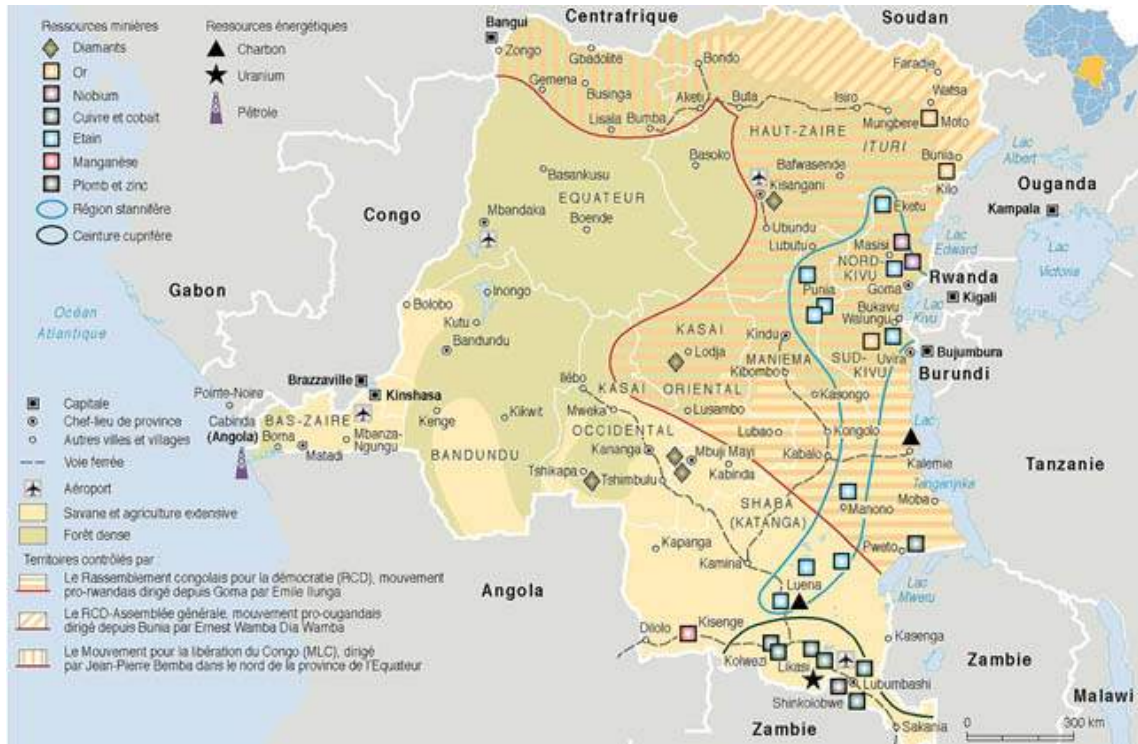 Ressources minières
Diamants
Or
Niobium
Cuivre et cobalt
Etain
Manganèse
Plomb et zinc
Région stannifère
Ceinture cuprifère
Ressources énergétiques
Charbon
Uranium
Pétrole
Centrafrique
Soudan
Bangui
Zongo
Gbadolite
Bondo
Faradje
Gemena
Businga
Aketi
Buta
Isiro
Watsa
Lisala
Bumba
Mungbere
Moto
HAUT-ZAIRE
ITURI
Lac
Albert
Basoko
Bafwasende
Bunia
Basankusu
Kisangani
Kilo
Ouganda
EQUATEUR
Congo
Mbandaka
Boende
Eketu
Kampala
Ubundu
Lubutu
Masisi
Lac
Edward
Lac
Victoria
NORD-
KIVU
Rwanda
Gabon
Inongo
Punia
Goma
Kigali
Bolobo
Bukavu
Lac
Kivu
Océan
Atlantique
Kutu
KASAI
Kindu
Walungu
Bandundu
Lodja
MANIEMA
SUD-
KIVU
Uvira
Bujumbura
Burundi
Brazzaville
Kinshasa
Ilébo
KASAI
ORIENTAL
Kibombo
Pointe-Noire
Kenge
Kikwit
Mweka
Lusambo
Kasongo
Lac
Tanganyika
Cabinda
(Angola)
BAS-ZAIRE
Boma
Matadi
Mbanza-
Ngungu
OCCIDENTAL
Lubao
Kongolo
BANDUNDU
Kananga
Mbuji Mayi
Kabalo
Kalemie
Tanzanie
Tshikapa
Tshimbulu
Kabinda
SHABA
(KATANGA)
Manono
Moba
Kapanga
Pweto
Kamina
Angola
Luena
Lac
Mweru
Dilolo
Kisenge
Kasenga
Kolwezi
Likasi
Zambie
Lubumbashi
Shinkolobwe
Malawi
Zambie
Sakania
0
300 km
Capitale
Chef-lieu de province
Autres villes et villages
Voie ferrée
Aéroport
Savane et agriculture extensive
Forêt dense
Territoires contrôlés par
Le Rassemblement congolais pour la démocratie (RCD), mouvement
pro-rwandais dirigé depuis Goma par Emile Ilunga
Le RCD-Assemblée générale, mouvement pro-ougandais
dirigé depuis Bunia par Ernest Wamba Dia Wamba
Le Mouvement pour la libération du Congo (MLC), dirigé
par Jean-Pierre Bemba dans le nord de la province de l'Equateur